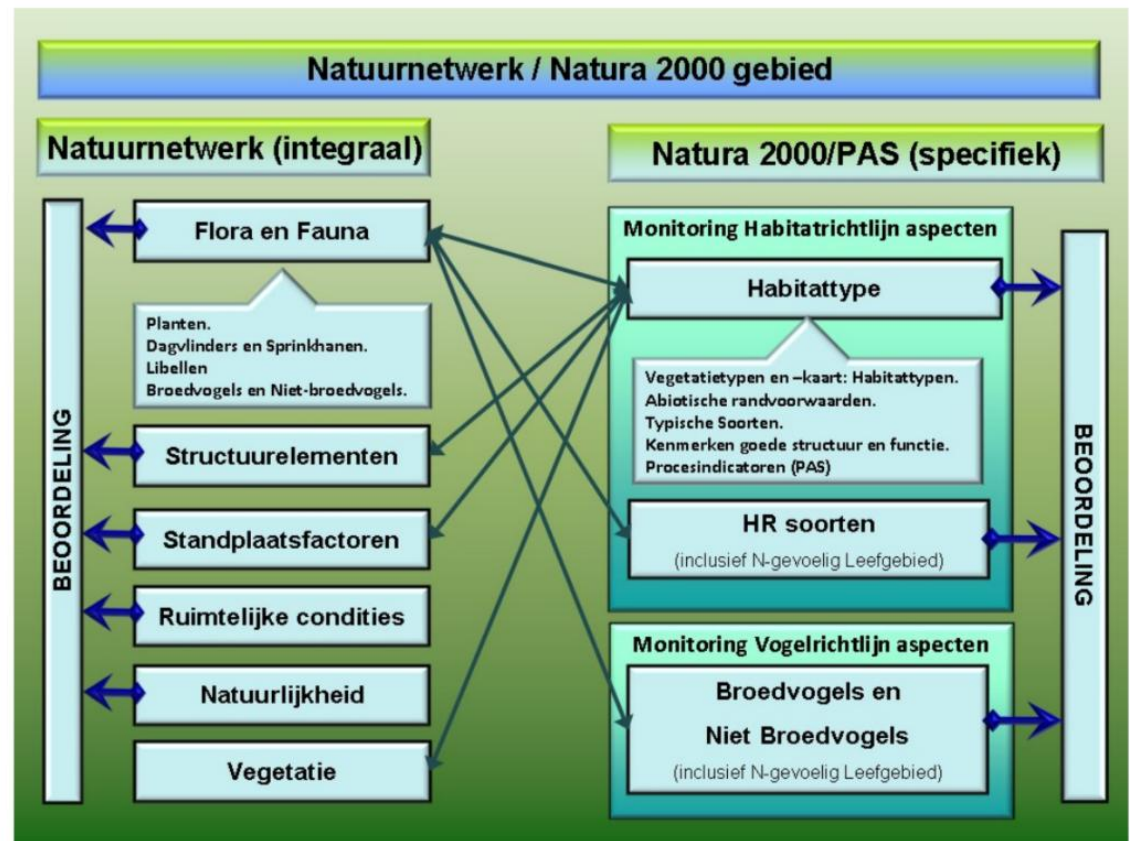 Natuurnetwerk / Natura 2000 gebied
Natuurnetwerk (integraal)
BEOORDELING
Flora en Fauna
Planten.
Dagvlinders en Sprinkhanen.
Libellen
Broedvogels en Niet-broedvogels.
Structuurelementen
Standplaatsfactoren
Ruimtelijke condities
Natuurlijkheid
Vegetatie
Natura 2000/PAS (specifiek)
Monitoring Habitatrichtlijn aspecten
Habitattype
Vegetatietypen en –kaart: Habitattypen.
Abiotische randvoorwaarden.
Typische Soorten.
Kenmerken goede structuur en functie.
Procesindicatoren (PAS)
HR soorten
(inclusief N-gevoelig Leefgebied)
Monitoring Vogelrichtlijn aspecten
Broedvogels en
Niet Broedvogels
(inclusief N-gevoelig Leefgebied)
BEOORDELING